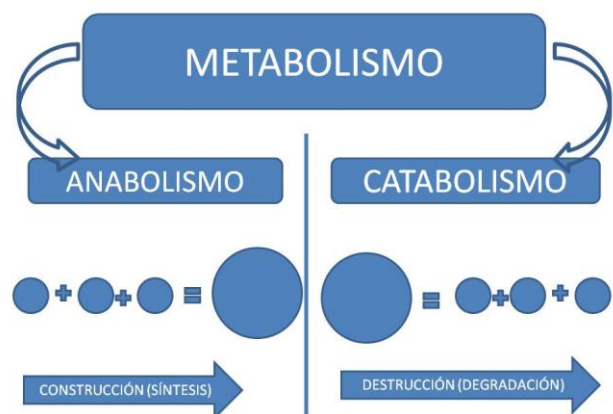 METABOLISMO
ANABOLISMO
CATABOLISMO
+ + =
= + +
CONSTRUCCIÓN (SÍNTESIS)
DESTRUCCIÓN (DEGRADACIÓN)